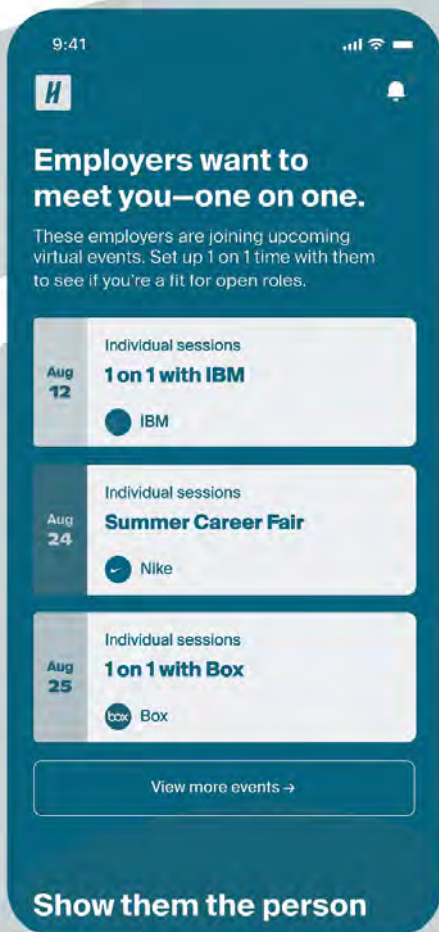 9:41
H
Employers want to
meet you—one on one.
These employers are joining upcoming
virtual events. Set up 1 on 1 time with them
to see if you're a fit for open roles.
Aug
12
Individual sessions
1 on 1 with IBM
IBM
Aug
24
Individual sessions
Summer Career Fair
Nike
Aug
25
Individual sessions
1 on 1 with Box
box
Box
View more events →
Show them the person